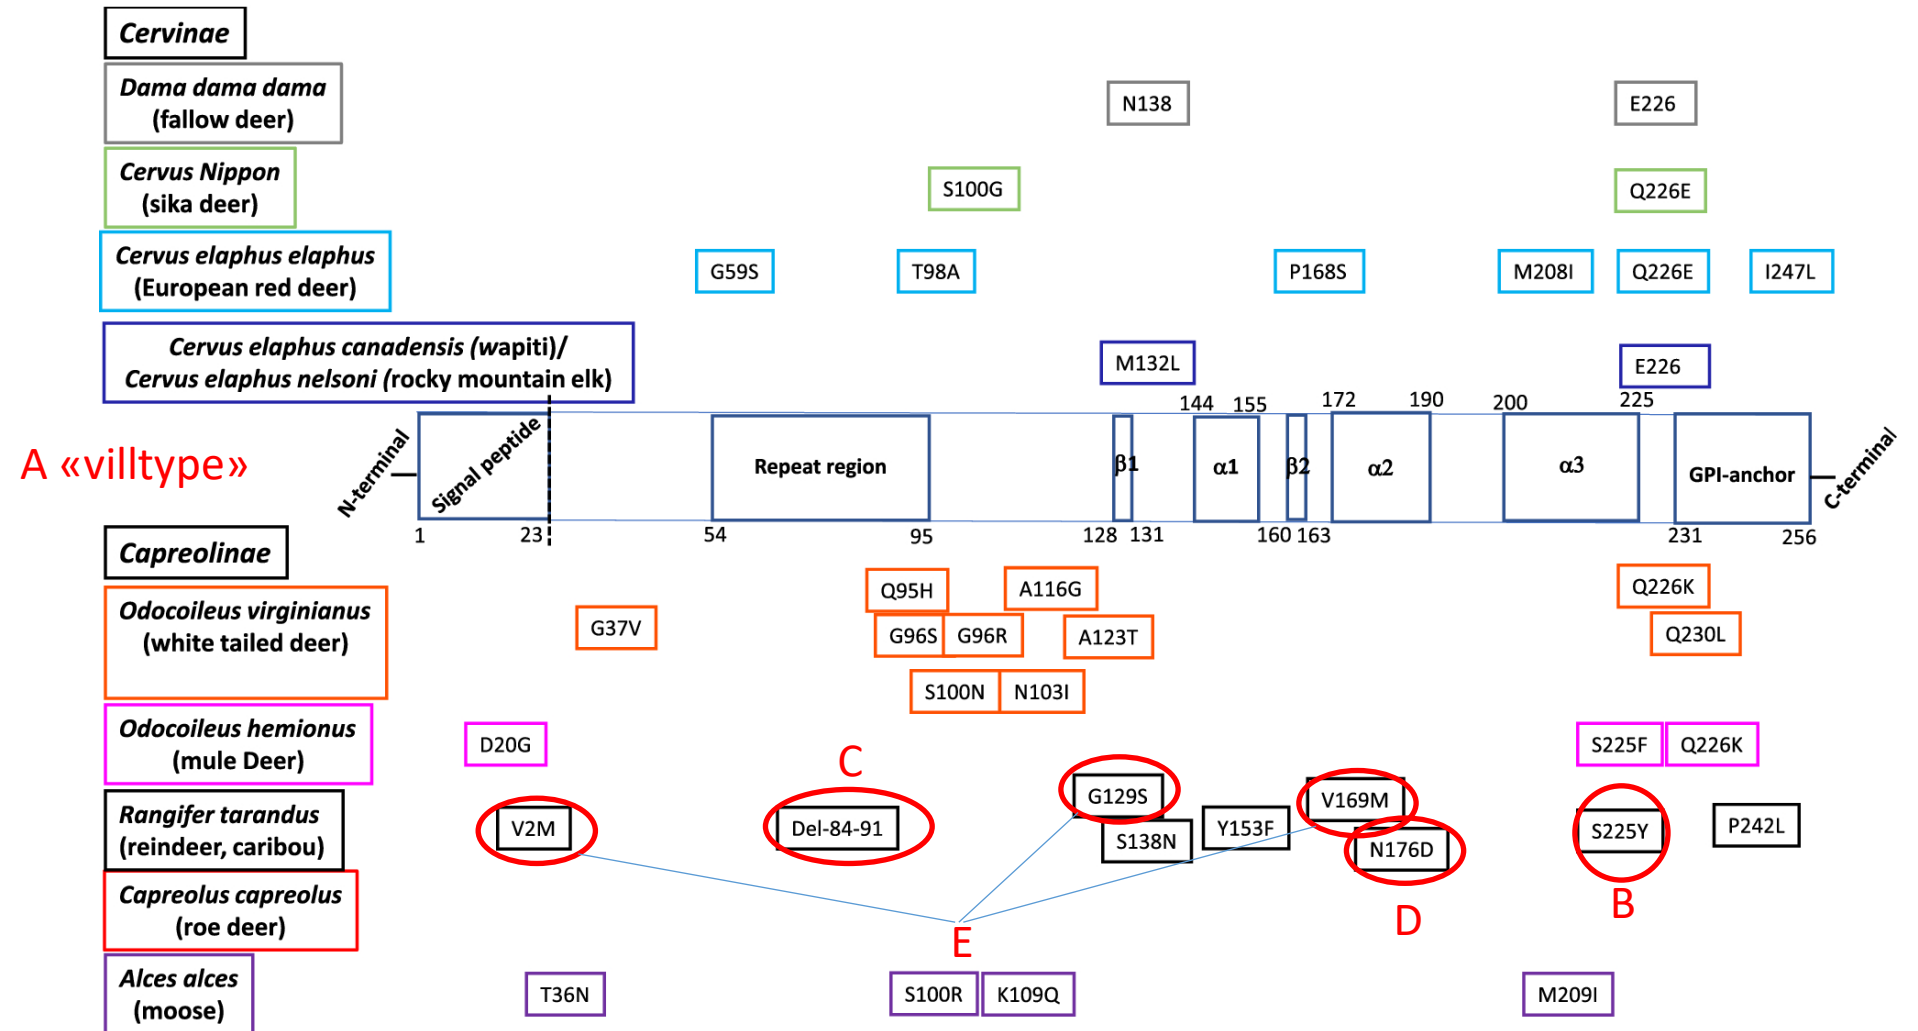 Cervinae
Dama dama dama
(fallow deer)
N138
E226
Cervus Nippon
(sika deer)
S100G
Q226E
Cervus elaphus elaphus
(European red deer)
G59S
T98A
P168S
M208I
Q226E
I247L
Cervus elaphus canadensis (wapiti)/
Cervus elaphus nelsoni (rocky mountain elk)
M132L
E226
144 155 172 190 200 225
A «villtype»
N-terminal
Signal peptide
Repeat region
β1
α1
β2
α2
α3
GPI-anchor
C-terminal
1 23 54 95 128 131 160 163 231 256
Capreolinae
Odocoileus virginianus
(white tailed deer)
G37V
Q95H
A116G
G96S
G96R
A123T
S100N
N103I
Q226K
Q230L
Odocoileus hemionus
(mule Deer)
D20G
S225F
Q226K
Rangifer tarandus
(reindeer, caribou)
V2M
C
Del-84-91
G129S
S138N
Y153F
V169M
N176D
S225Y
P242L
B
D
E
Capreolus capreolus
(roe deer)
Alces alces
(moose)
T36N
S100R
K109Q
M209I